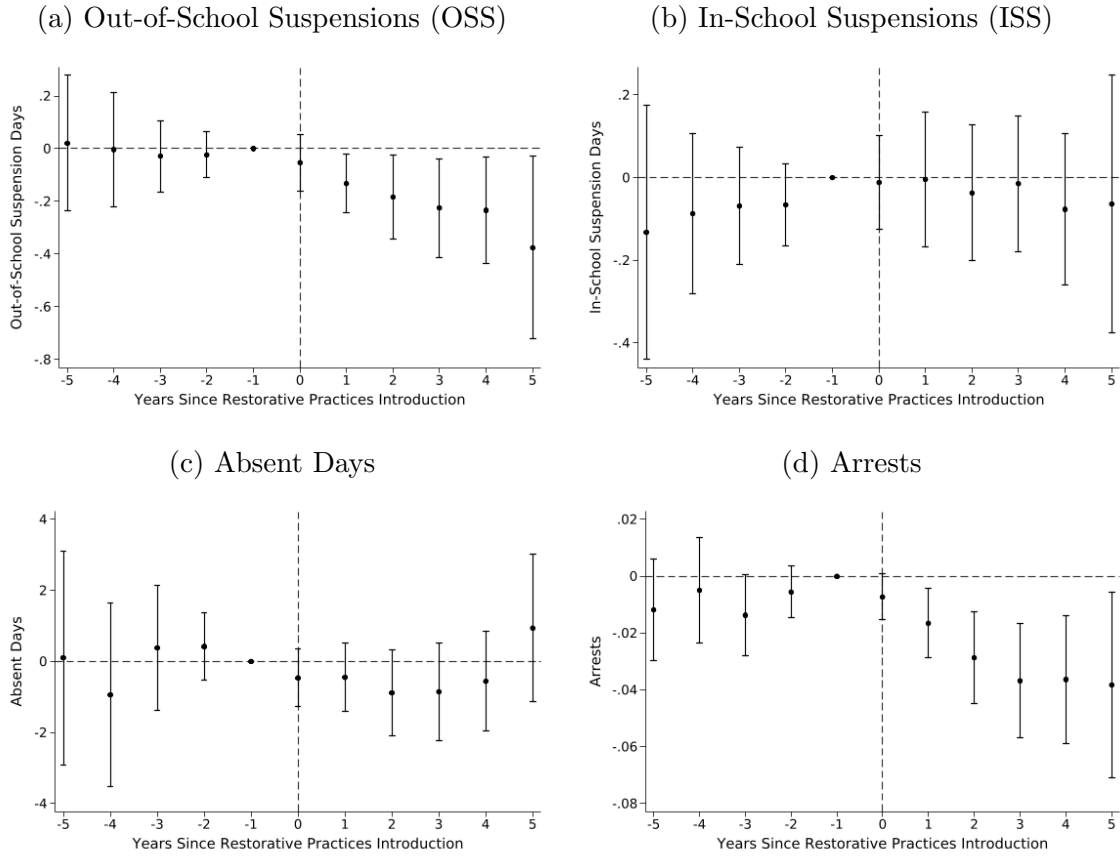 (a) Out-of-School Suspensions (OSS)
Out-of-School Suspension Days
.2
0
-.2
-.4
-.6
-.8
-5 -4 -3 -2 -1 0 1 2 3 4 5
Years Since Restorative Practices Introduction
(b) In-School Suspensions (ISS)
In-School Suspension Days
.2
0
-.2
-.4
-5 -4 -3 -2 -1 0 1 2 3 4 5
Years Since Restorative Practices Introduction
(c) Absent Days
Absent Days
4
2
0
-2
-4
-5 -4 -3 -2 -1 0 1 2 3 4 5
Years Since Restorative Practices Introduction
(d) Arrests
Arrests
.02
0
-.02
-.04
-.06
-.08
-5 -4 -3 -2 -1 0 1 2 3 4 5
Years Since Restorative Practices Introduction